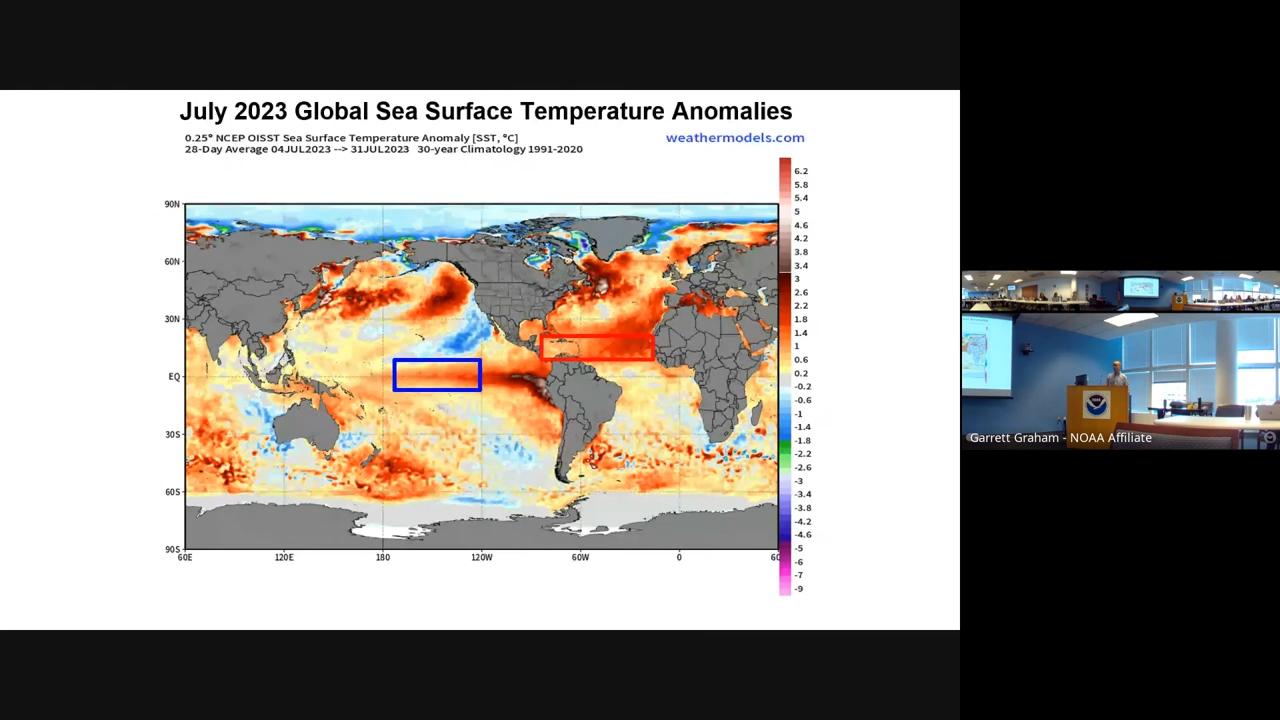 July 2023 Global Sea Surface Temperature Anomalies
0.25° NCEP OISST Sea Surface Temperature Anomaly [SST, °C]
weathermodels.com
28-Day Average 04JUL2023 --> 31JUL2023 30-year Climatology 1991-2020
90N
60N
30N
EQ
30S
60S
90S
60E
120E
180
120W
60W
0
6.2
5.8
5.4
5
4.6
4.2
3.8
3.4
3
2.6
2.2
1.8
1.4
1
0.6
0.2
-0.2
-0.6
-1
-1.4
-1.8
-2.2
-2.6
-3
-3.4
-3.8
-4.2
-4.6
-5
-6
-7
-9
NOAA
Garrett Graham - NOAA Affiliate